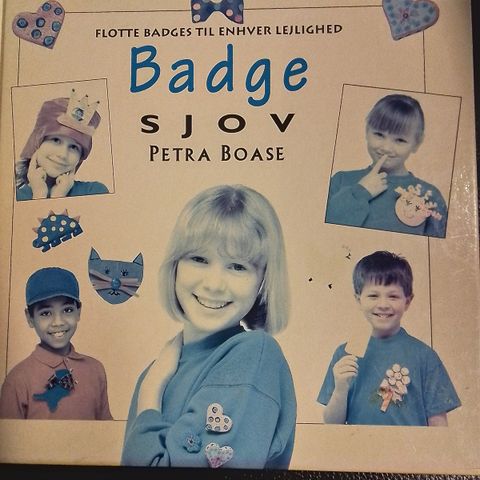 FLOTTE BADGES TIL ENHVER LEJLIGHED
Badge
SJOV
PETRA BOASE